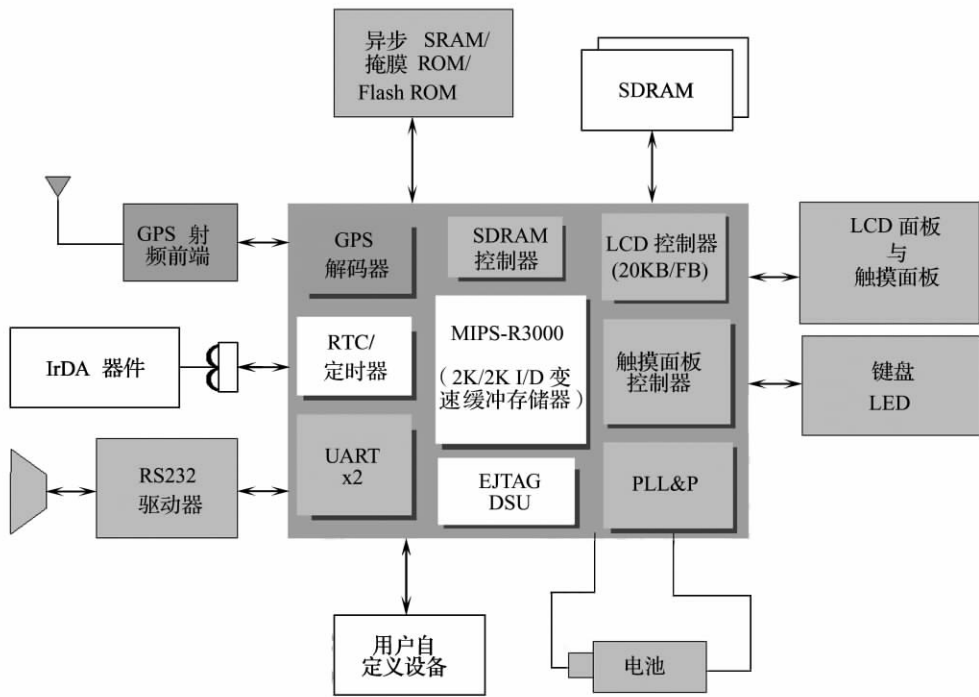 异步 SRAM/
掩膜 ROM/
Flash ROM
SDRAM
GPS 射
频前端
GPS
解码器
SDRAM
控制器
LCD 控制器
(20KB/FB)
LCD 面板
与
触摸面板
IrDA 器件
RTC/
定时器
MIPS-R3000
（2K/2K I/D 变
速缓冲存储器）
触摸面板
控制器
键盘
LED
RS232
驱动器
UART
x2
EJTAG
DSU
PLL&P
用户自
定义设备
电池